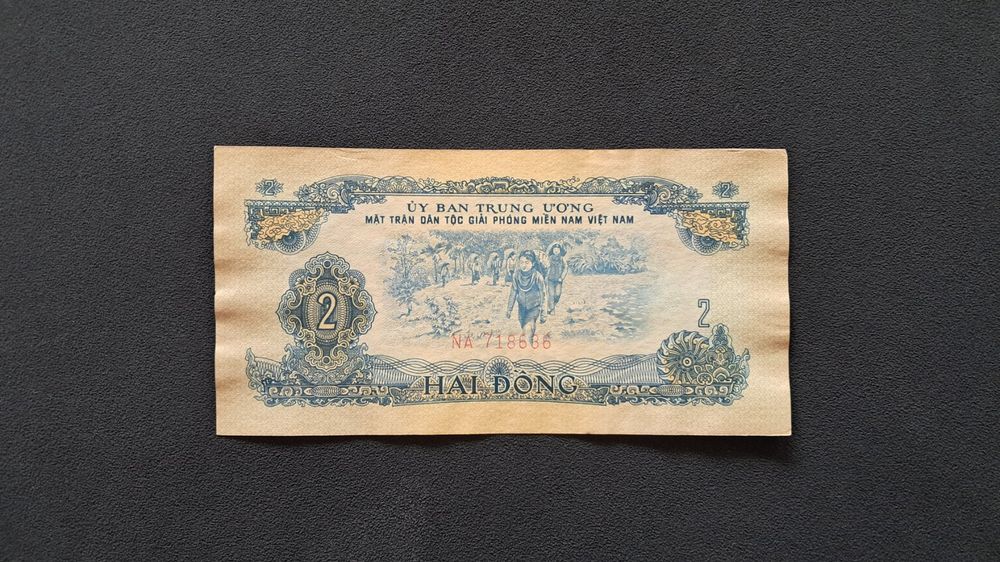 2 2
ỦY BAN TRUNG ƯƠNG
MẶT TRẬN DÂN TỘC GIẢI PHÓNG MIỀN NAM VIỆT NAM
2
2
NA 718666
HAI ĐỒNG